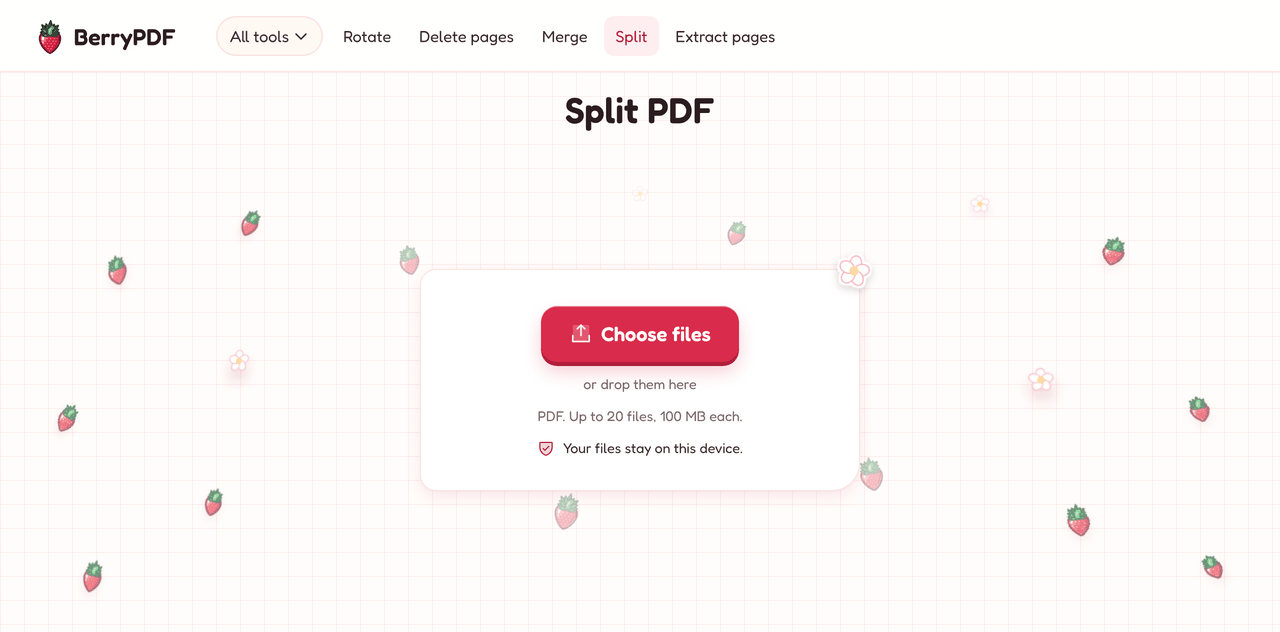 BerryPDF
All tools
Rotate
Delete pages
Merge
Split
Extract pages
Split PDF
Choose files
or drop them here
PDF. Up to 20 files, 100 MB each.
Your files stay on this device.